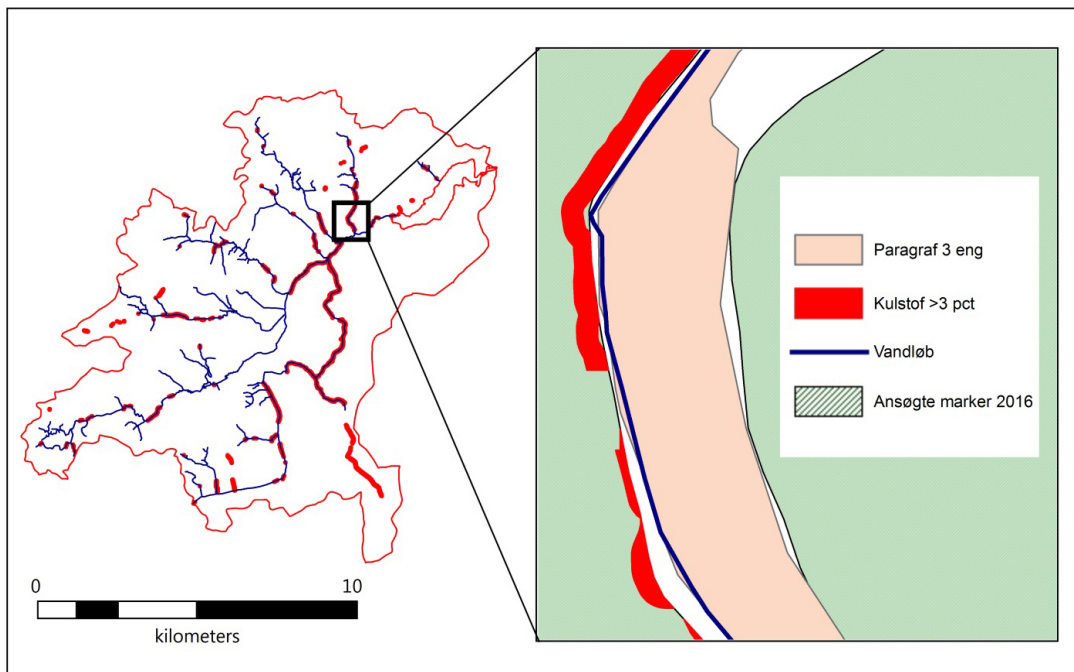 Paragraf 3 eng
Kulstof >3 pct
Vandløb
Ansøgte marker 2016
0 10
kilometers